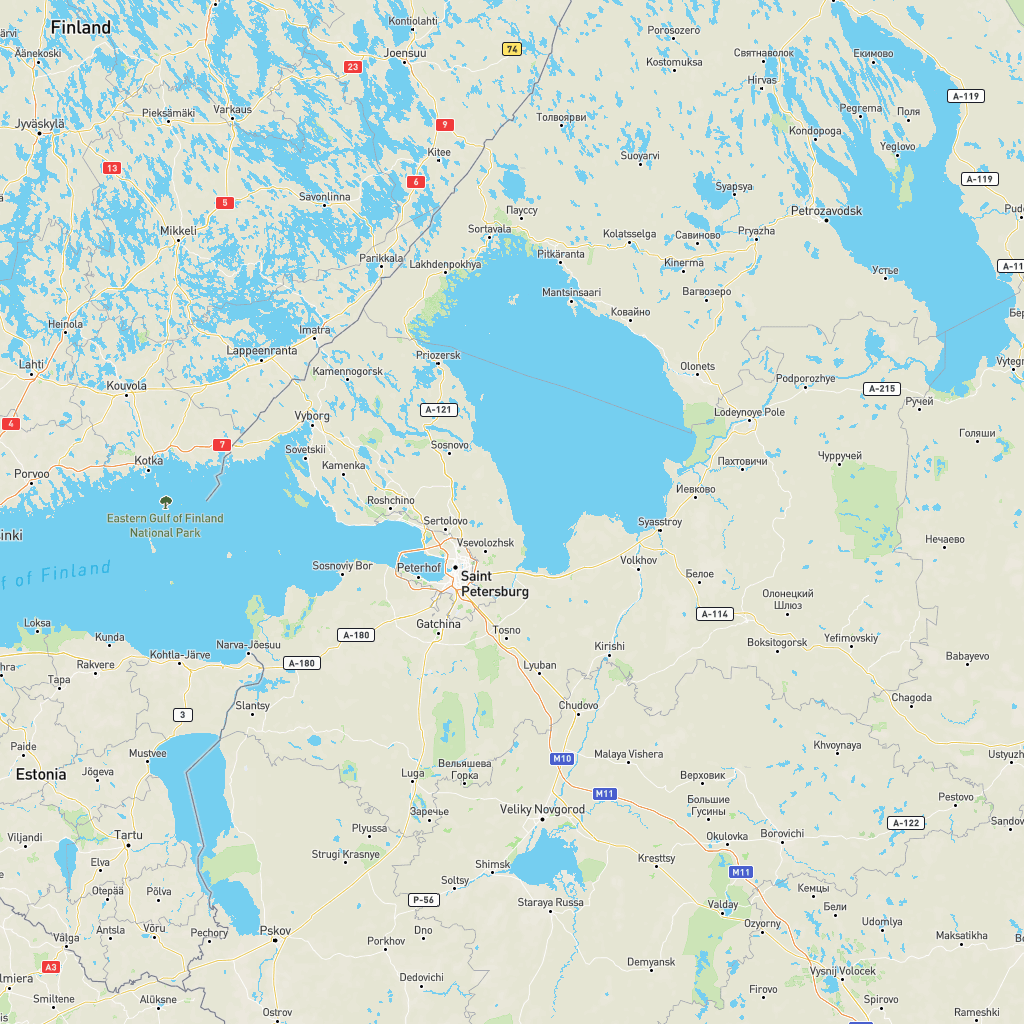 Finland
Kontiolahti
Äänekoski
Joensuu
74
23
Porosozero
Kostomuksa
Святнаволок
Hirvas
Екимово
A-119
Pieksämäki
Varkaus
Jyväskylä
9
Толвоярви
Pegrema
Поля
Kondopoga
Yeglovo
Kitee
Suoyarvi
13
6
A-119
Savonlinna
5
Syapsya
Пауссу
Petrozavodsk
Mikkeli
Sortavala
Kolatsselga
Савиново
Pryazha
Parikkala
Lakhdenpokhya
Pitkäranta
Kinerma
Устье
Mantsinsaari
Вагвозеро
Ковайно
Heinola
Imatra
Lappeenranta
Priozersk
Lahti
Kamennogorsk
Olonets
Kouvola
Podporozhye
A-215
Ручей
A-121
Lodeynoye Pole
4
Vyborg
7
Sovetskii
Sosnovo
Голяши
Kotka
Kamenka
Пахтовичи
Чурручей
Porvoo
Иевково
Roshchino
Eastern Gulf of Finland
National Park
Sertolovo
Syasstroy
Vsevolozhsk
Нечаево
f of Finland
Sosnoviy Bor
Peterhof
Saint
Petersburg
Volkhov
Белое
Олонецкий
Шлюз
A-114
Loksa
Gatchina
Tosno
Kunda
A-180
Narva-Jõesuu
Kirishi
Boksitogorsk
Yefimovskiy
Kohtla-Järve
A-180
Rakvere
Lyuban
Babayevo
Tapa
Slantsy
Chudovo
Chagoda
3
Paide
Mustvee
Malaya Vishera
Khvoynaya
Estonia
Jõgeva
M10
Вельяшева
Горка
Luga
Верховик
M11
Pestovo
Большие
Гусины
Заречье
Veliky Novgorod
A-122
Viljandi
Tartu
Plyussa
Okulovka
Borovichi
Strugi Krasnye
Kresttsy
Elva
Shimsk
M11
Soltsy
Otepää
Põlva
Кемцы
P-56
Staraya Russa
Valday
Бели
Antsla
Võru
Pskov
Dno
Ozyorny
Udomlya
Valga
Pechory
Porkhov
Maksatikha
A3
Demyansk
Vysnij Volocek
Dedovichi
Firovo
Smiltene
Alūksne
Spirovo
Ostrov
Rameshki